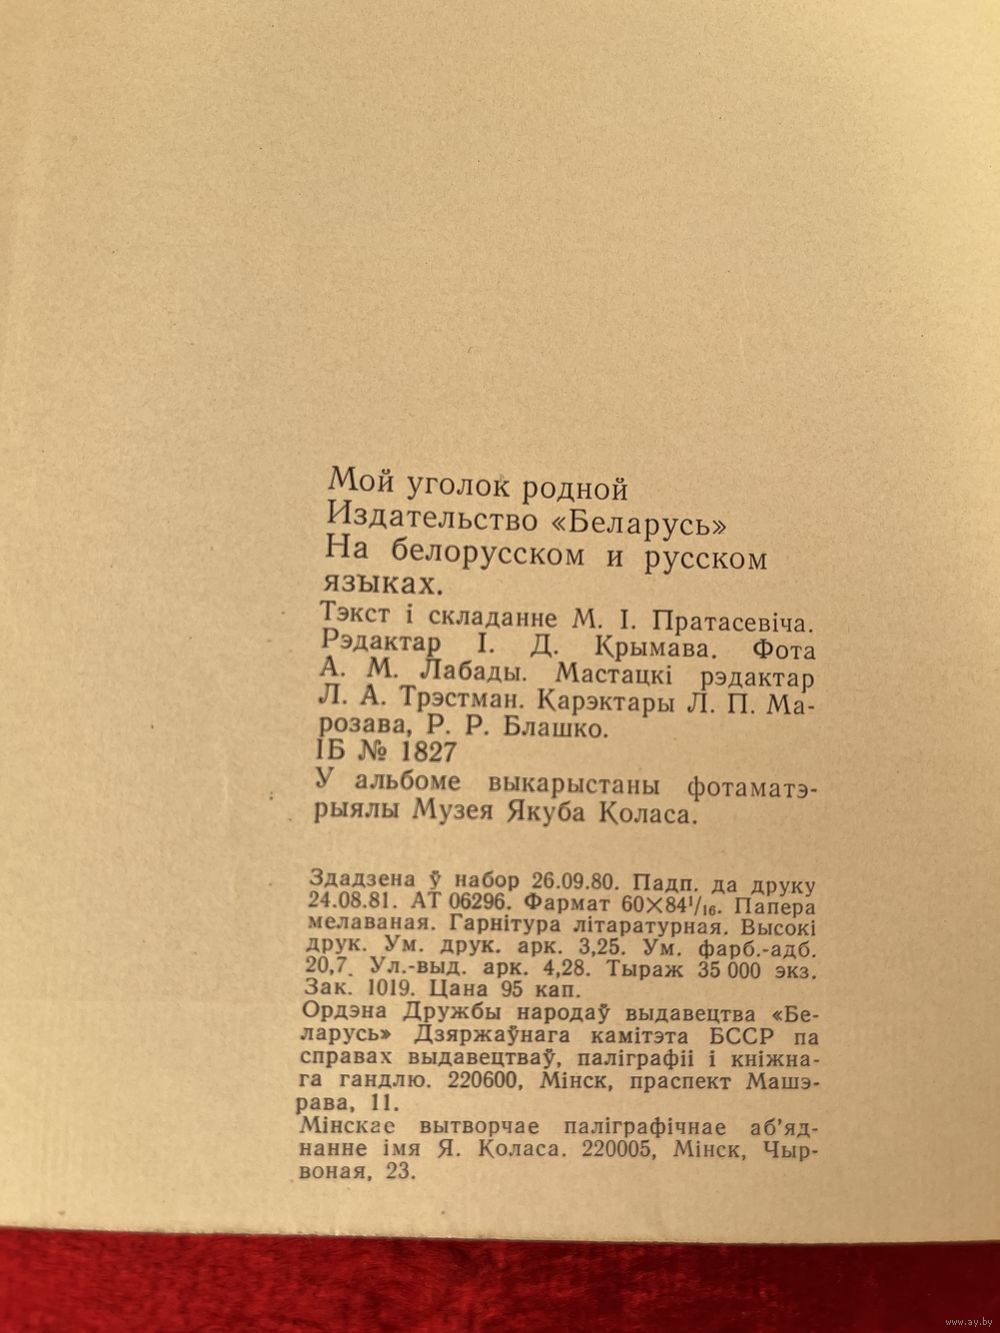 Мой уголок родной
Издательство «Беларусь»
На белорусском и русском
языках.
Тэкст і складанне М. І. Пратасевіча.
Рэдактар І. Д. Крымава. Фота
А. М. Лабады. Мастацкі рэдактар
Л. А. Трэстман. Карэктары Л. П. Ма-
розава, Р. Р. Блашко.
ІБ № 1827
У альбоме выкарыстаны фотаматэ-
рыялы Музея Якуба Коласа.
Здадзена ў набор 26.09.80. Падп. да друку
24.08.81. АТ 06296. Фармат 60×84¹/₁₆. Папера
мелаваная. Гарнітура літаратурная. Высокі
друк. Ум. друк. арк. 3,25. Ум. фарб.-адб.
20,7. Ул.-выд. арк. 4,28. Тыраж 35 000 экз.
Зак. 1019. Цана 95 кап.
Ордэна Дружбы народаў выдавецтва «Бе-
ларусь» Дзяржаўнага камітэта БССР па
справах выдавецтваў, паліграфіі і кніжна-
га гандлю. 220600, Мінск, праспект Машэ-
рава, 11.
Мінскае вытворчае паліграфічнае аб’яд-
нанне імя Я. Коласа. 220005, Мінск, Чыр-
воная, 23.
www.ay.by